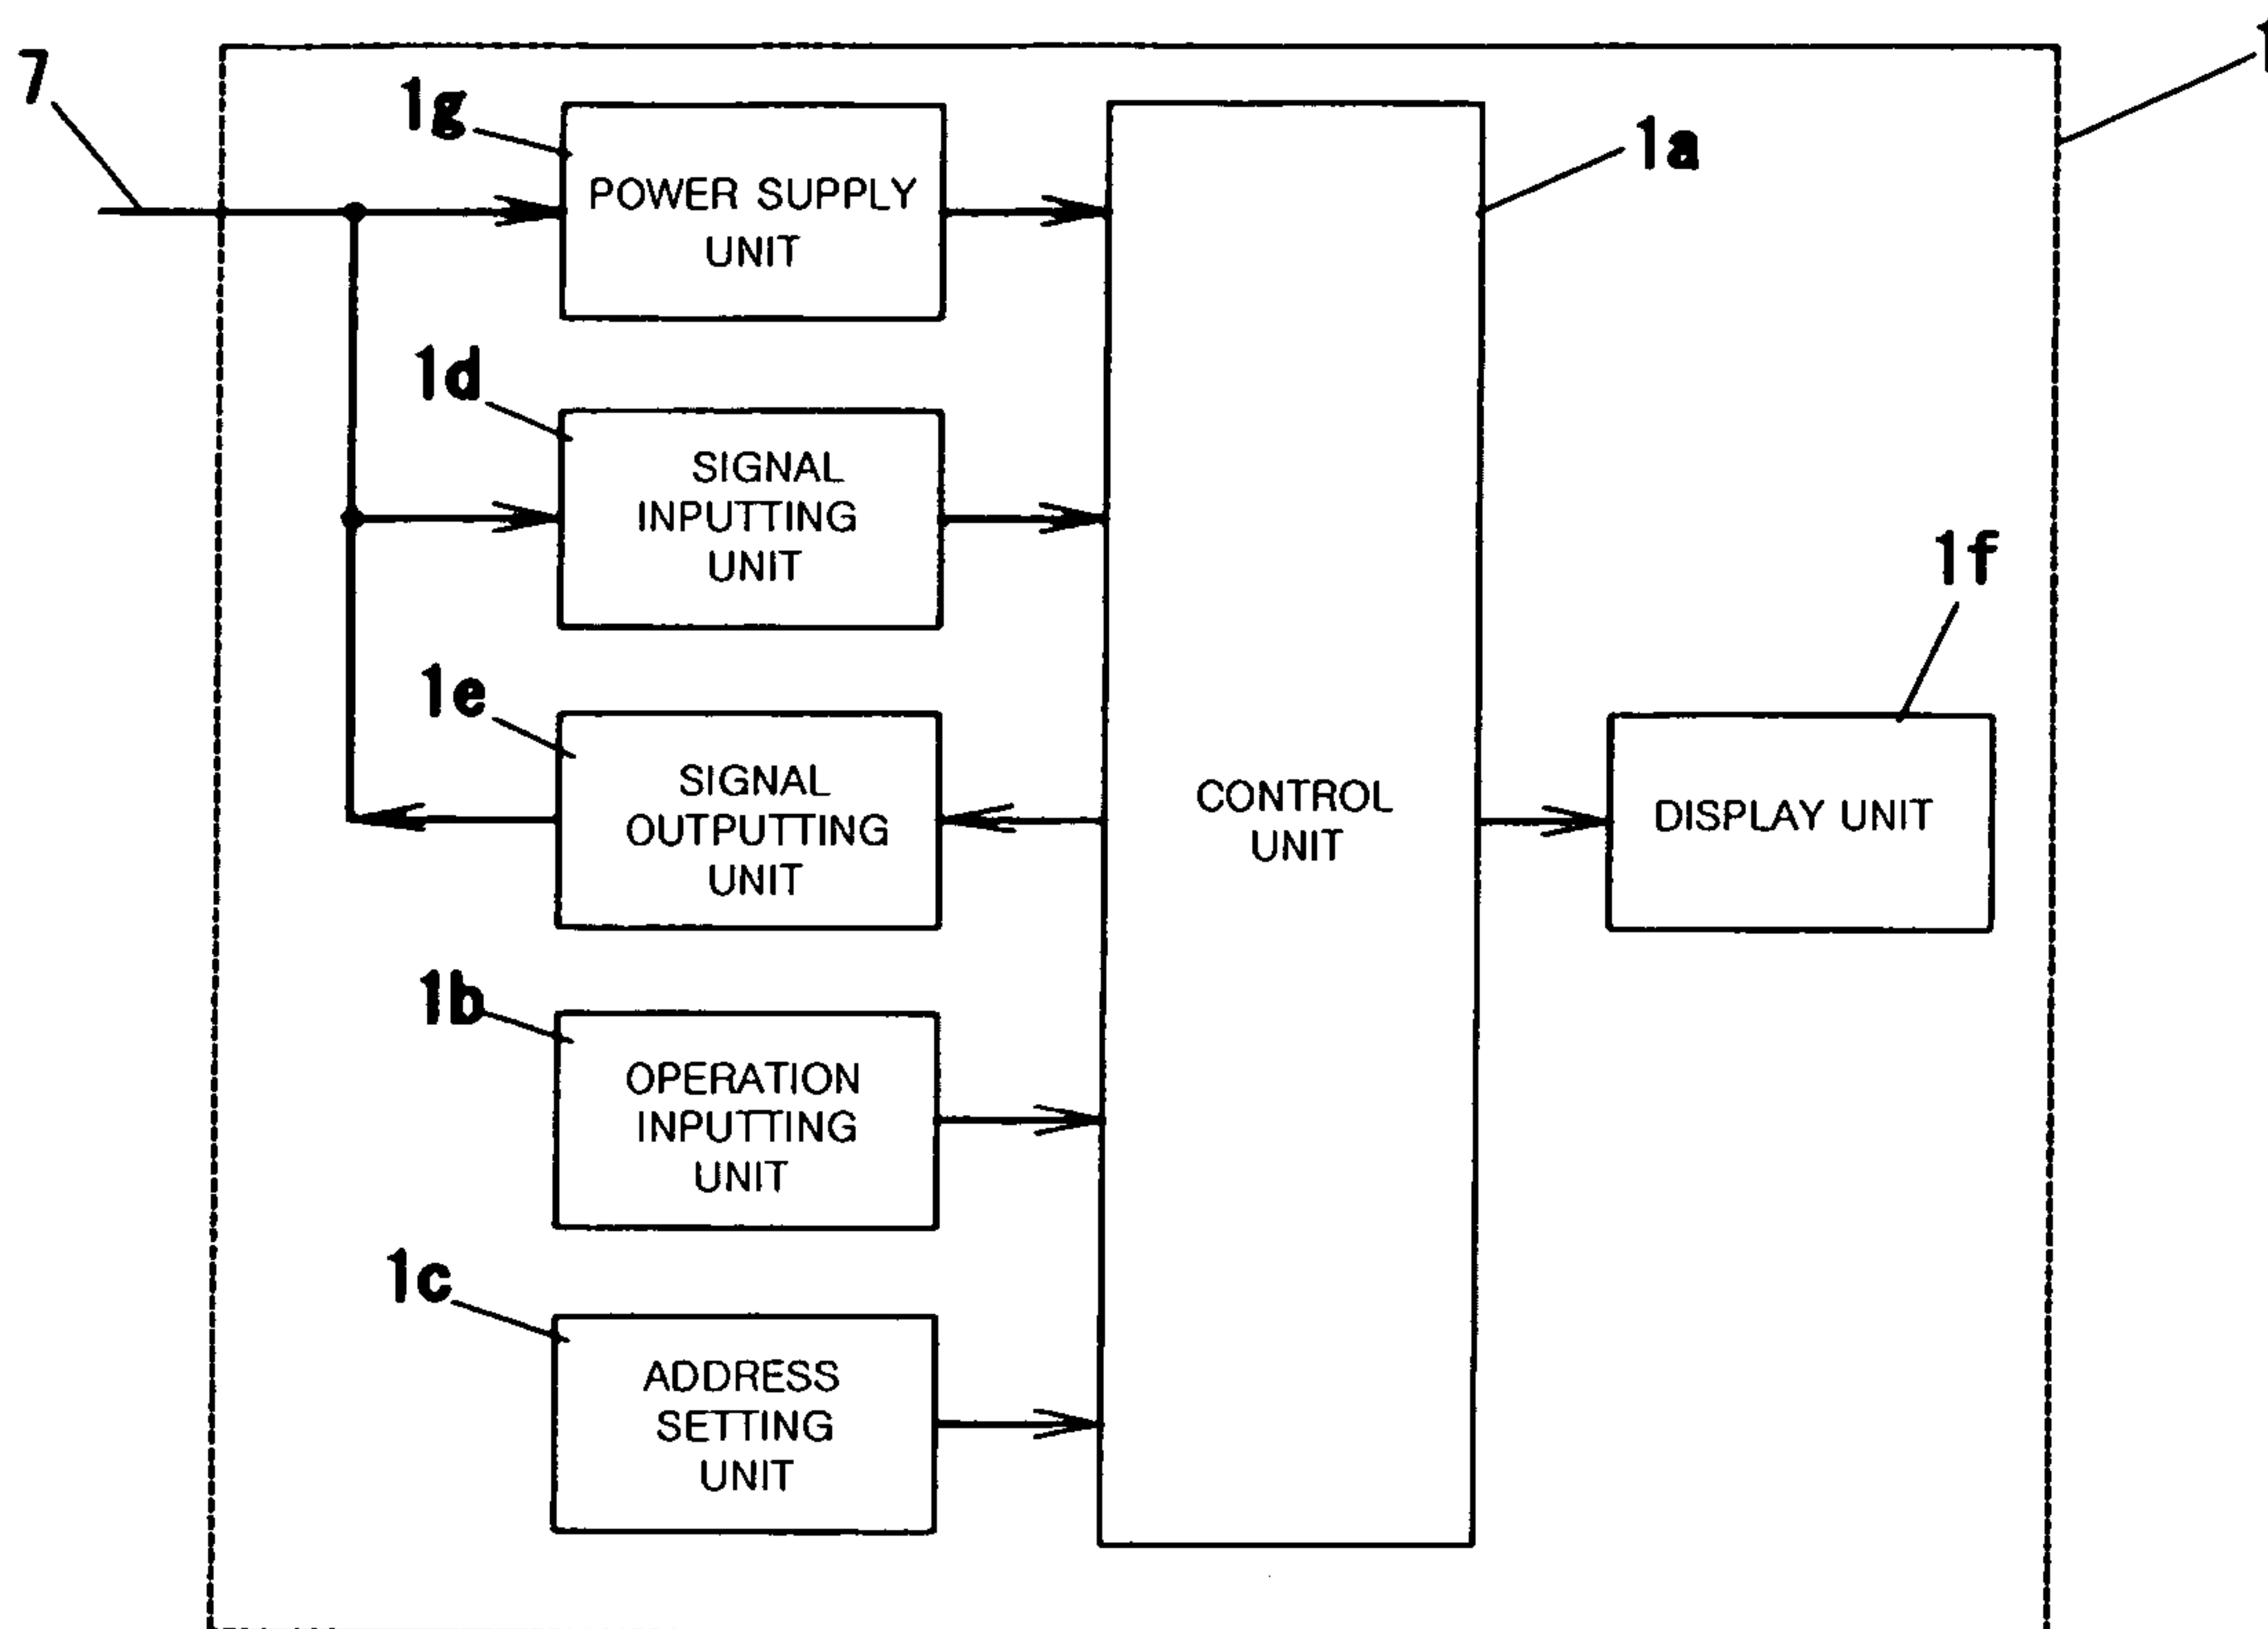 7
1g
POWER SUPPLY
UNIT
1a
1d
SIGNAL
INPUTTING
UNIT
1f
1e
SIGNAL
OUTPUTTING
UNIT
CONTROL
UNIT
DISPLAY UNIT
1b
OPERATION
INPUTTING
UNIT
1c
ADDRESS
SETTING
UNIT